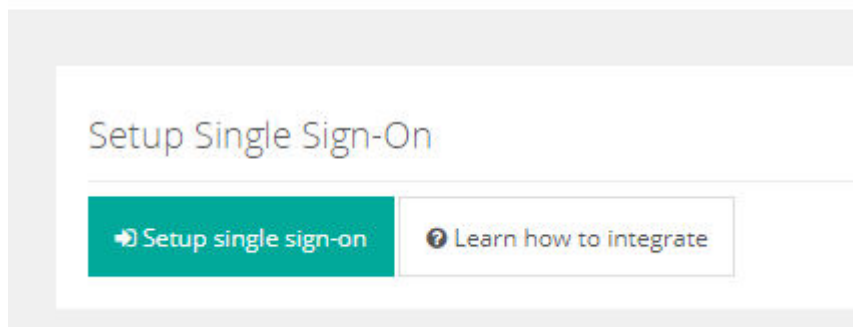 Setup Single Sign-On
Setup single sign-on
Learn how to integrate